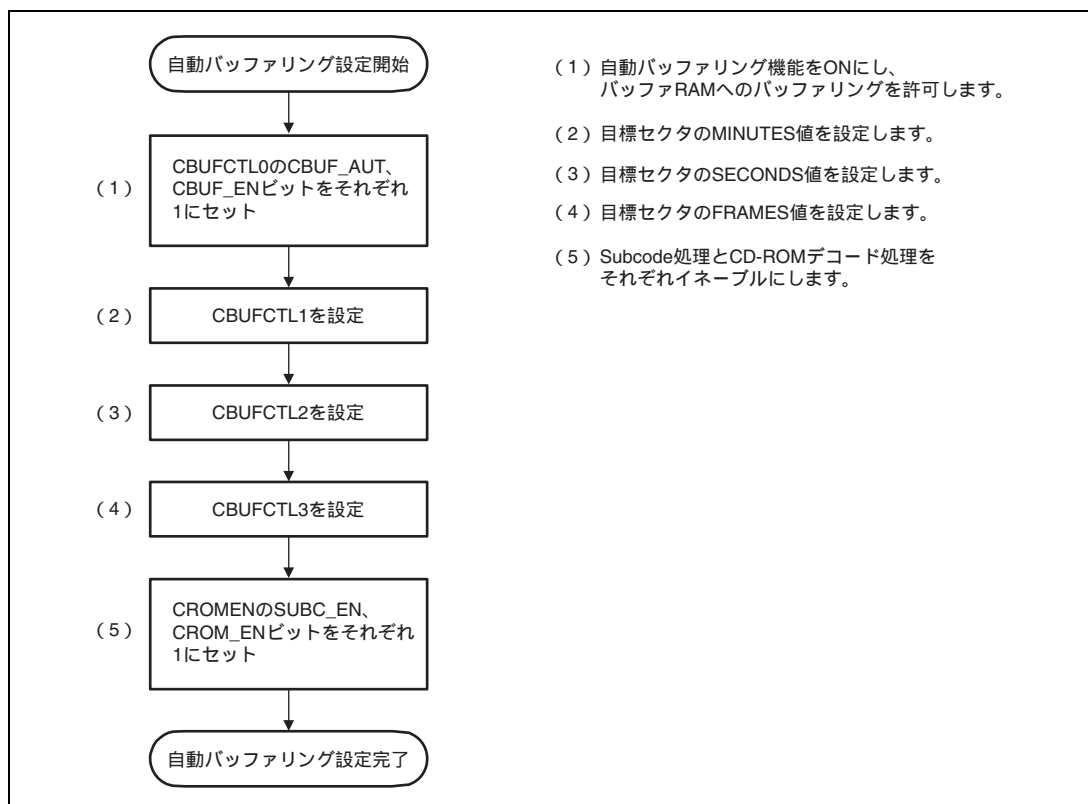 自動バッファリング設定開始
(1)
CBUFCTL0のCBUF_AUT、
CBUF_ENビットをそれぞれ
1にセット
(2)
CBUFCTL1を設定
(3)
CBUFCTL2を設定
(4)
CBUFCTL3を設定
(5)
CROMENのSUBC_EN、
CROM_ENビットをそれぞれ
1にセット
自動バッファリング設定完了
(1)自動バッファリング機能をONにし、
バッファRAMへのバッファリングを許可します。
(2)目標セクタのMINUTES値を設定します。
(3)目標セクタのSECONDS値を設定します。
(4)目標セクタのFRAMES値を設定します。
(5)Subcode処理とCD-ROMデコード処理を
それぞれイネーブルにします。